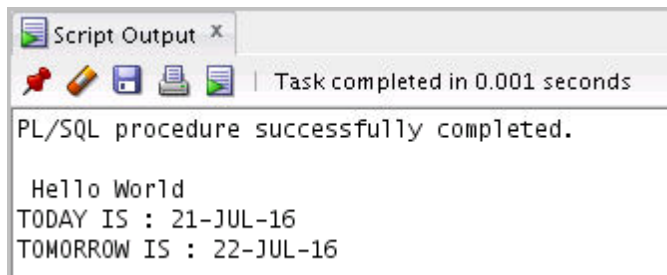 Script Output x
Task completed in 0.001 seconds
PL/SQL procedure successfully completed.
Hello World
TODAY IS : 21-JUL-16
TOMORROW IS : 22-JUL-16